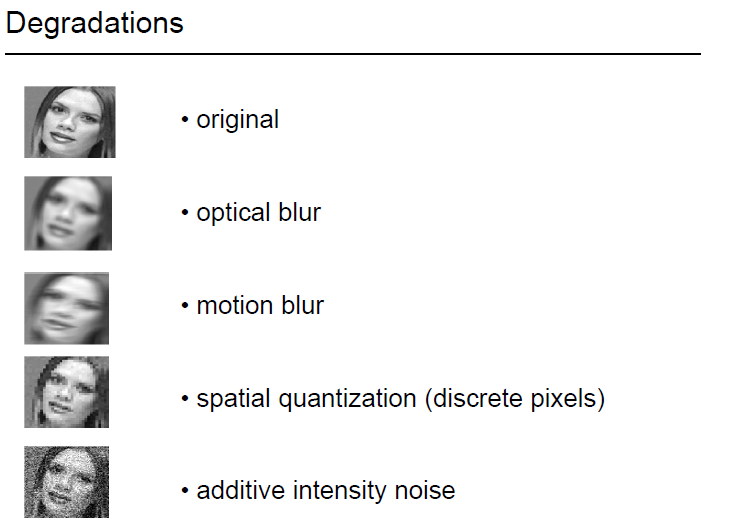 Degradations
• original
• optical blur
• motion blur
• spatial quantization (discrete pixels)
• additive intensity noise